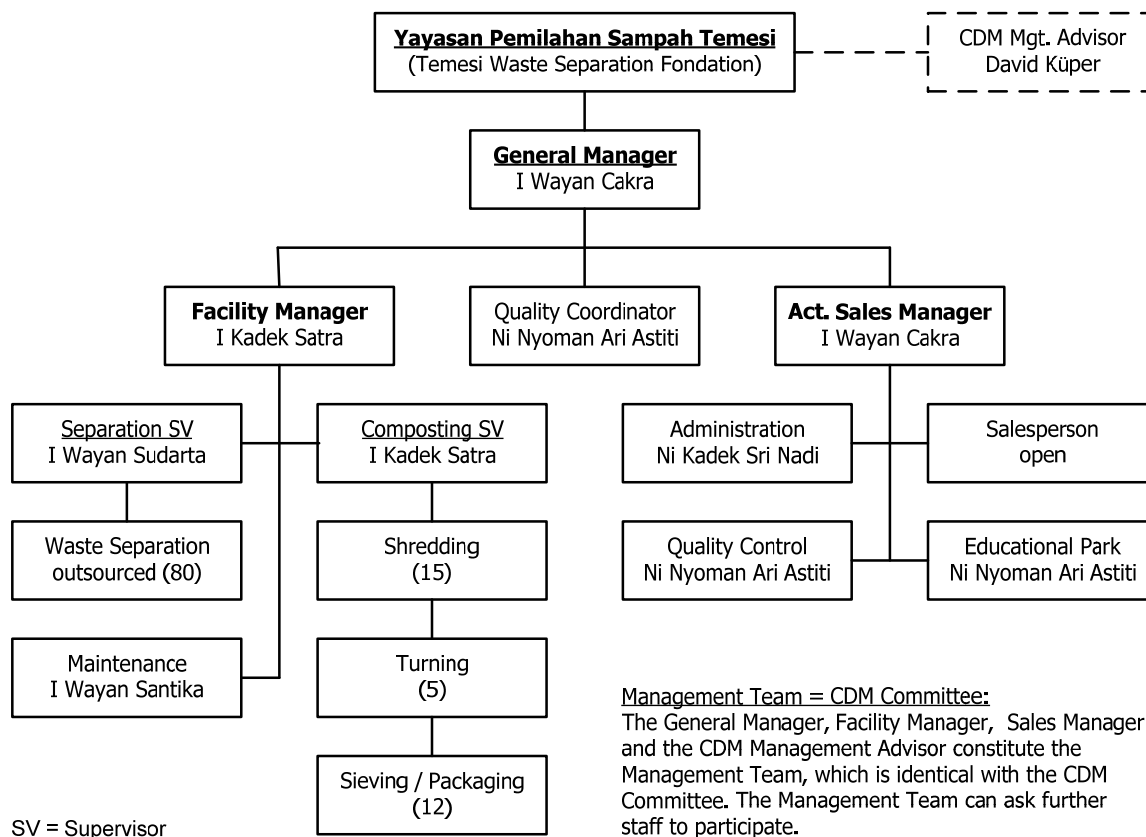 Yayasan Pemilahan Sampah Temesi
(Temesi Waste Separation Fondation)
CDM Mgt. Advisor
David Küper
General Manager
I Wayan Cakra
Facility Manager
I Kadek Satra
Quality Coordinator
Ni Nyoman Ari Astiti
Act. Sales Manager
I Wayan Cakra
Separation SV
I Wayan Sudarta
Composting SV
I Kadek Satra
Administration
Ni Kadek Sri Nadi
Salesperson
open
Waste Separation
outsourced (80)
Shredding
(15)
Quality Control
Ni Nyoman Ari Astiti
Educational Park
Ni Nyoman Ari Astiti
Maintenance
I Wayan Santika
Turning
(5)
Sieving / Packaging
(12)
Management Team = CDM Committee:
The General Manager, Facility Manager, Sales Manager
and the CDM Management Advisor constitute the
Management Team, which is identical with the CDM
Committee. The Management Team can ask further
staff to participate.
SV = Supervisor